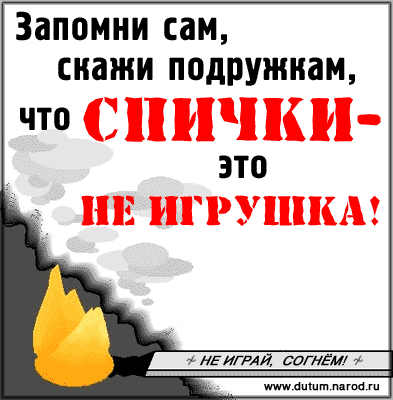 Запомни сам,
скажи подружкам,
что СПИЧКИ-
это
НЕ ИГРУШКА!
~ НЕ ИГРАЙ, СОГНЁМ! ~
www.dutum.narod.ru